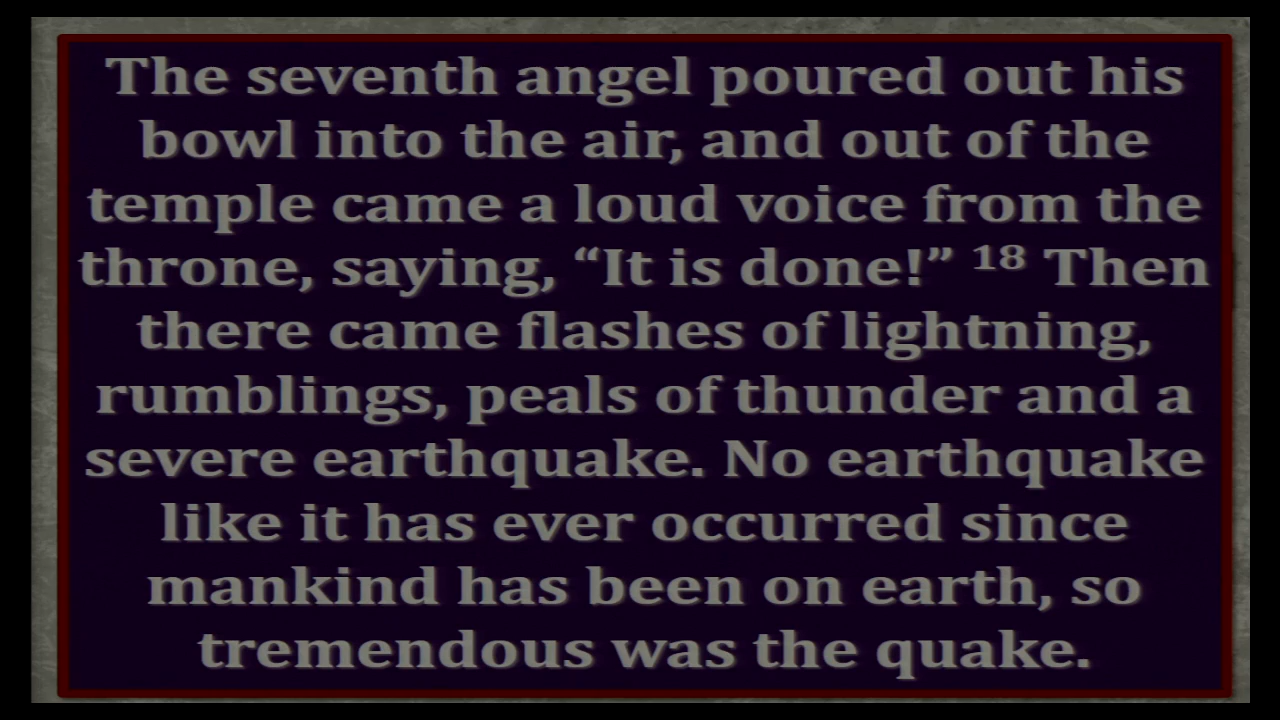 The seventh angel poured out his
bowl into the air, and out of the
temple came a loud voice from the
throne, saying, “It is done!” ¹⁸ Then
there came flashes of lightning,
rumblings, peals of thunder and a
severe earthquake. No earthquake
like it has ever occurred since
mankind has been on earth, so
tremendous was the quake.